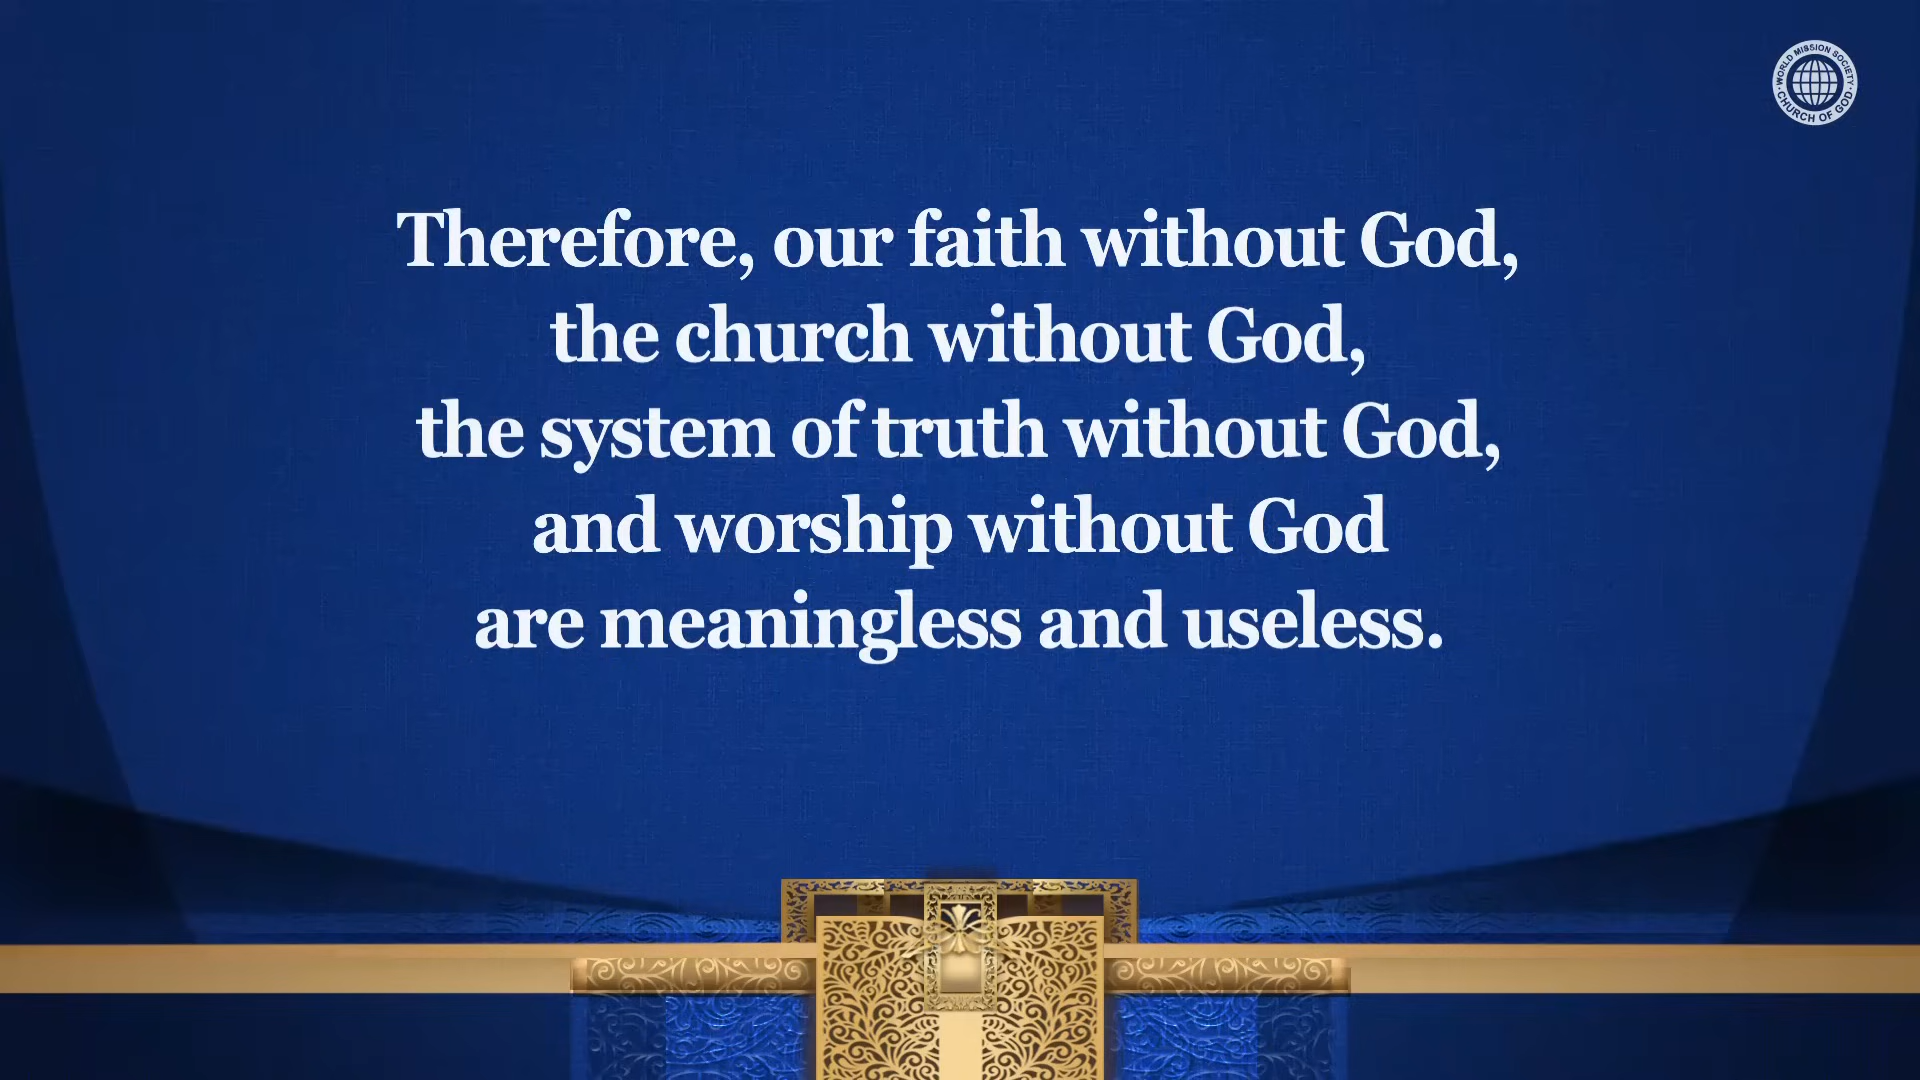 WORLD MISSION SOCIETY
CHURCH OF GOD
Therefore, our faith without God,
the church without God,
the system of truth without God,
and worship without God
are meaningless and useless.